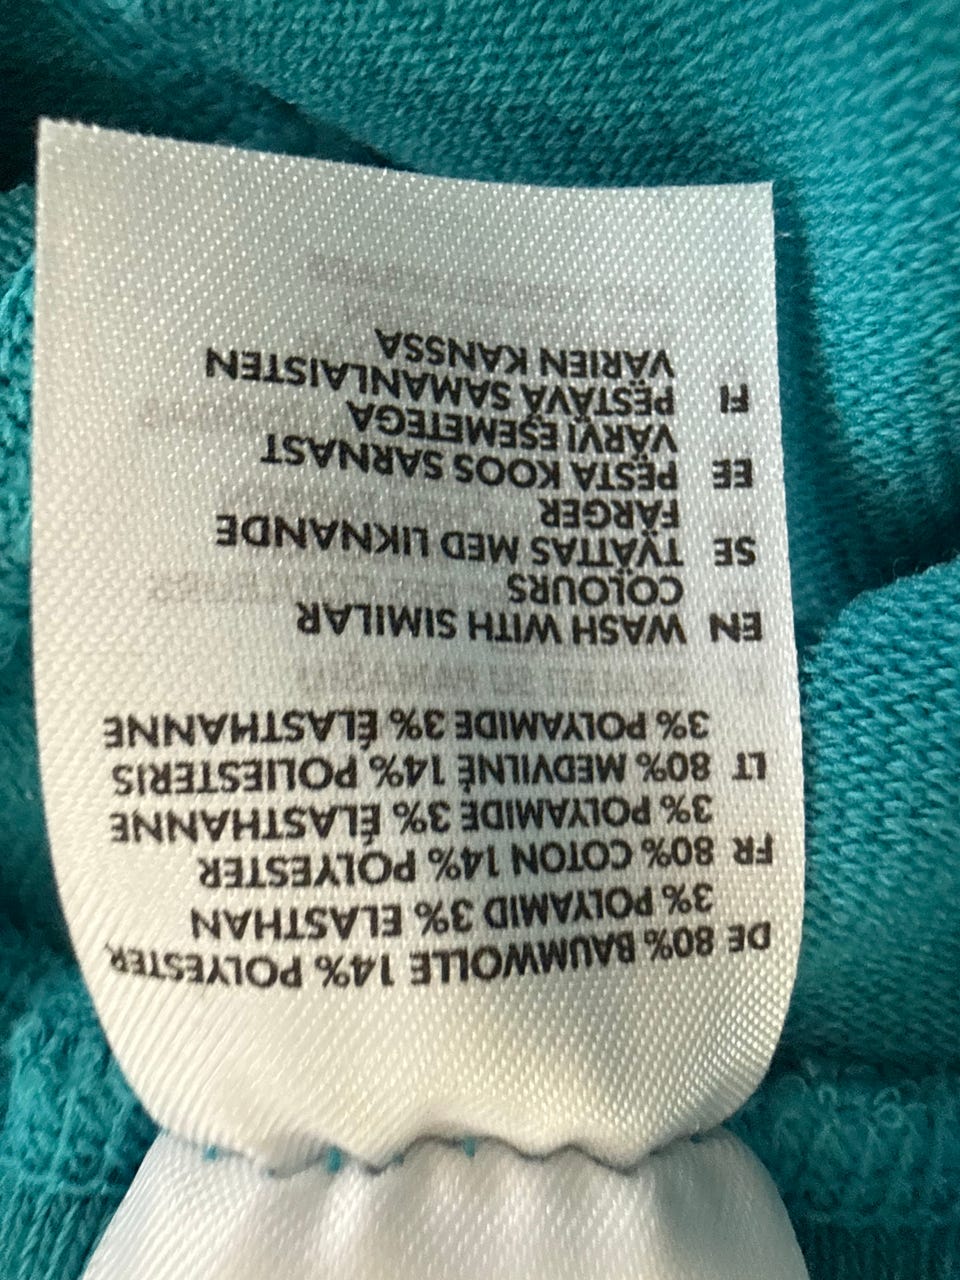 DE 80% BAUMWOLLE 14% POLYESTER
3% POLYAMID 3% ELASTHAN
FR 80% COTON 14% POLYESTER
3% POLYAMIDE 3% ÉLASTHANNE
LT 80% MEDVILNĖ 14% POLIESTERIS
3% POLYAMIDE 3% ÉLASTHANNE
EN WASH WITH SIMILAR
COLOURS
SE TVÄTTAS MED LIKNANDE
FÄRGER
EE PESTA KOOS SARNAST
VÄRVI ESEMETEGA
FI PESTÄVÄ SAMANLAISTEN
VÄRIEN KANSSA